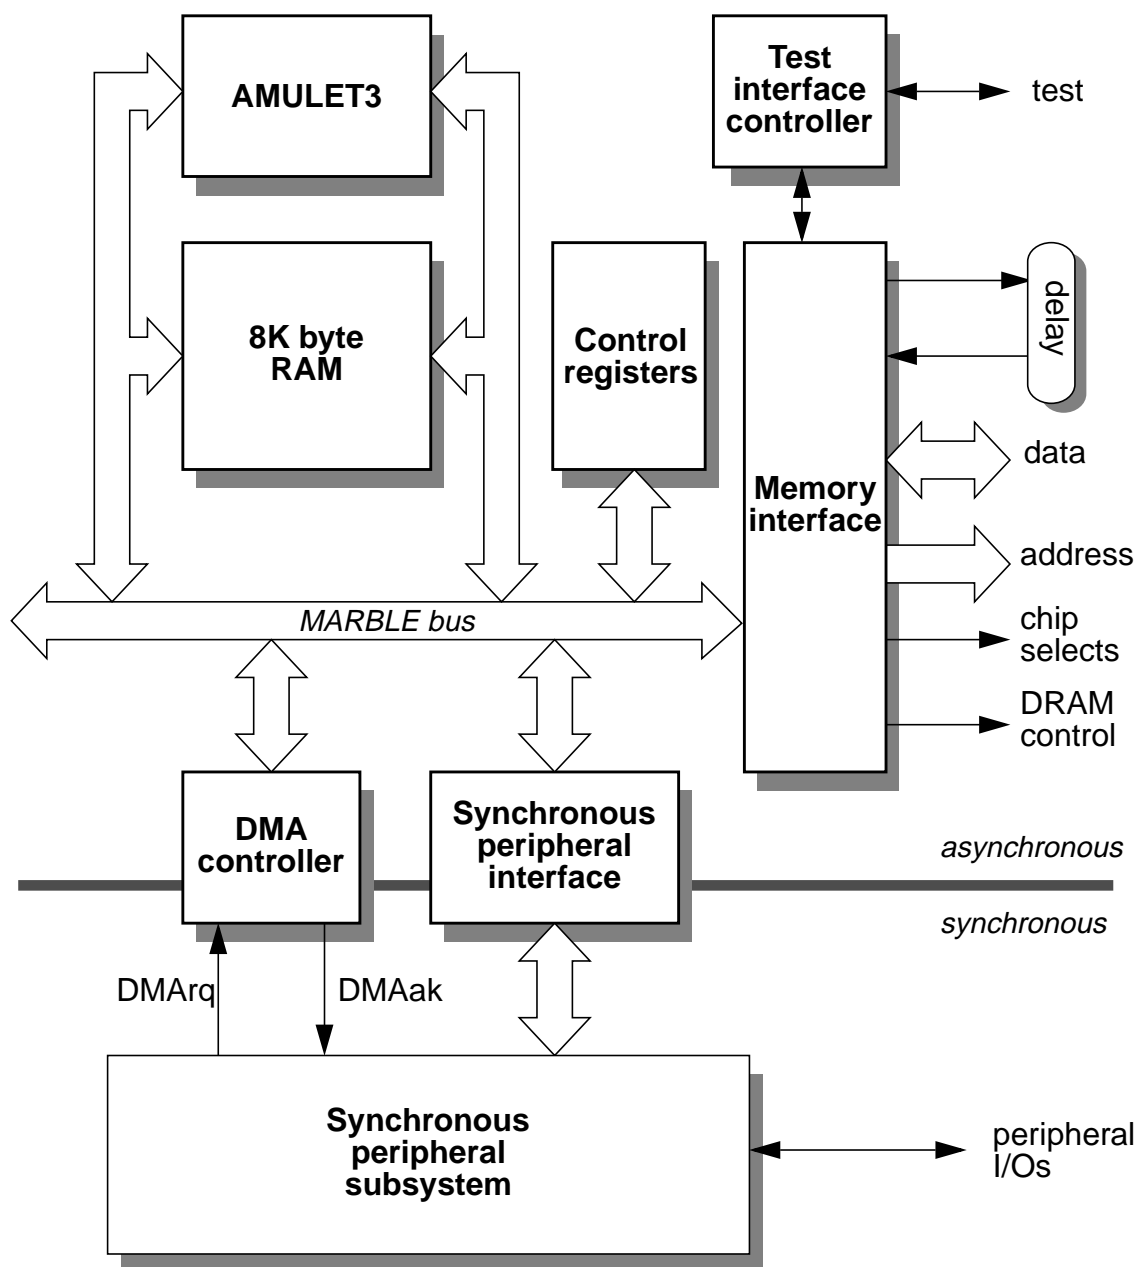 AMULET3
Test
interface
controller
test
8K byte
RAM
Control
registers
delay
Memory
interface
data
address
chip
selects
DRAM
control
MARBLE bus
DMA
controller
Synchronous
peripheral
interface
asynchronous
synchronous
DMArq
DMAak
Synchronous
peripheral
subsystem
peripheral
I/Os